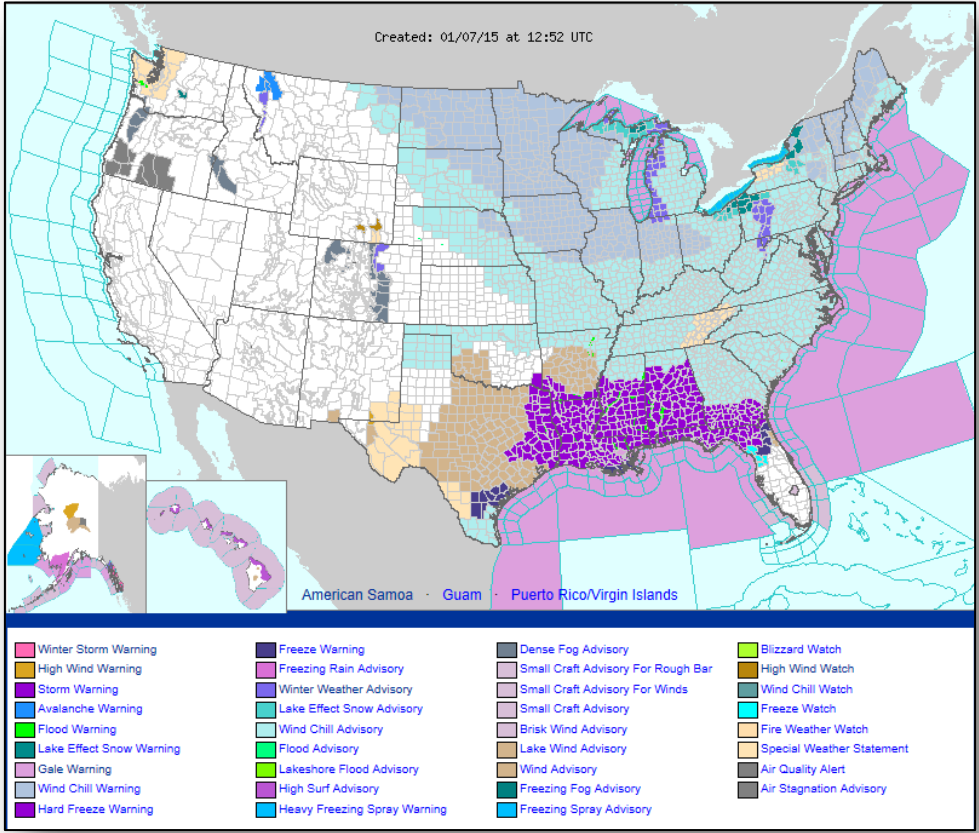 Created: 01/07/15 at 12:52 UTC
American Samoa · Guam · Puerto Rico/Virgin Islands
Winter Storm Warning
High Wind Warning
Storm Warning
Avalanche Warning
Flood Warning
Lake Effect Snow Warning
Gale Warning
Wind Chill Warning
Hard Freeze Warning
Freeze Warning
Freezing Rain Advisory
Winter Weather Advisory
Lake Effect Snow Advisory
Wind Chill Advisory
Flood Advisory
Lakeshore Flood Advisory
High Surf Advisory
Heavy Freezing Spray Warning
Dense Fog Advisory
Small Craft Advisory For Rough Bar
Small Craft Advisory For Winds
Small Craft Advisory
Brisk Wind Advisory
Lake Wind Advisory
Wind Advisory
Freezing Fog Advisory
Freezing Spray Advisory
Blizzard Watch
High Wind Watch
Wind Chill Watch
Freeze Watch
Fire Weather Watch
Special Weather Statement
Air Quality Alert
Air Stagnation Advisory